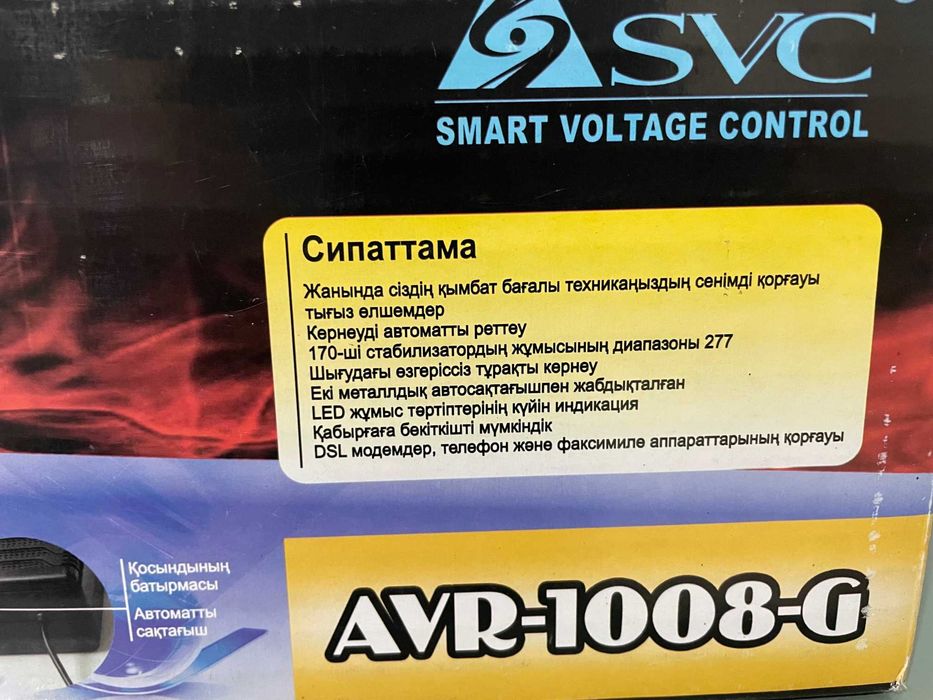 SVC
SMART VOLTAGE CONTROL
Сипаттама
Жанында сіздің қымбат бағалы техникаңыздың сенімді қорғауы
тығыз өлшемдер
Кернеуді автоматты реттеу
170-ші стабилизатордың жұмысының диапазоны 277
Шығудағы өзгеріссіз тұрақты кернеу
Екі металлдық автосақтағышпен жабдықталған
LED жұмыс тәртіптерінің күйін индикация
Қабырғаға бекіткішті мүмкіндік
DSL модемдер, телефон және факсимиле аппараттарының қорғауы
Қосындының
батырмасы
Автоматты
сақтағыш
AVR-1008-G